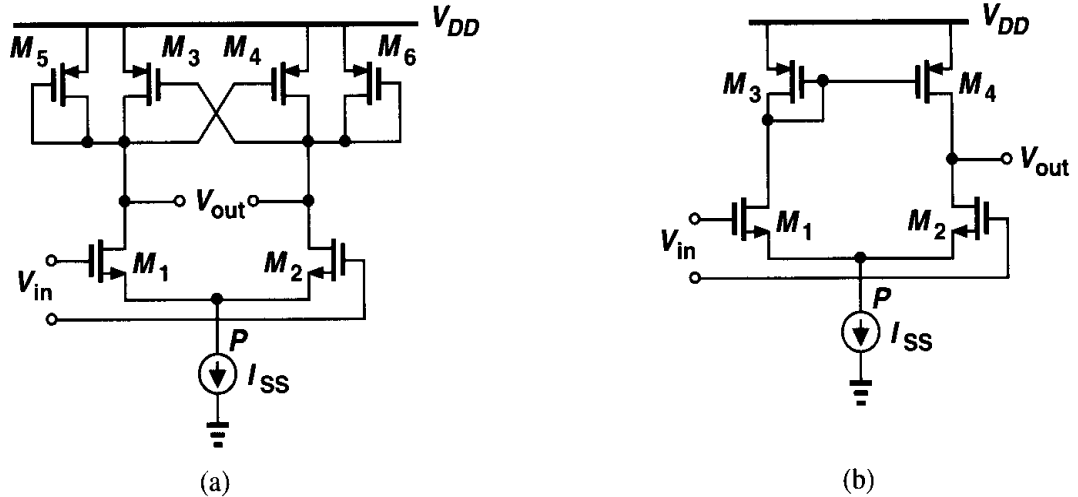 V_DD
M_5 M_3 M_4 M_6
V_out
V_in M_1 M_2
P
I_SS
(a)
V_DD
M_3 M_4
V_out
V_in M_1 M_2
P
I_SS
(b)